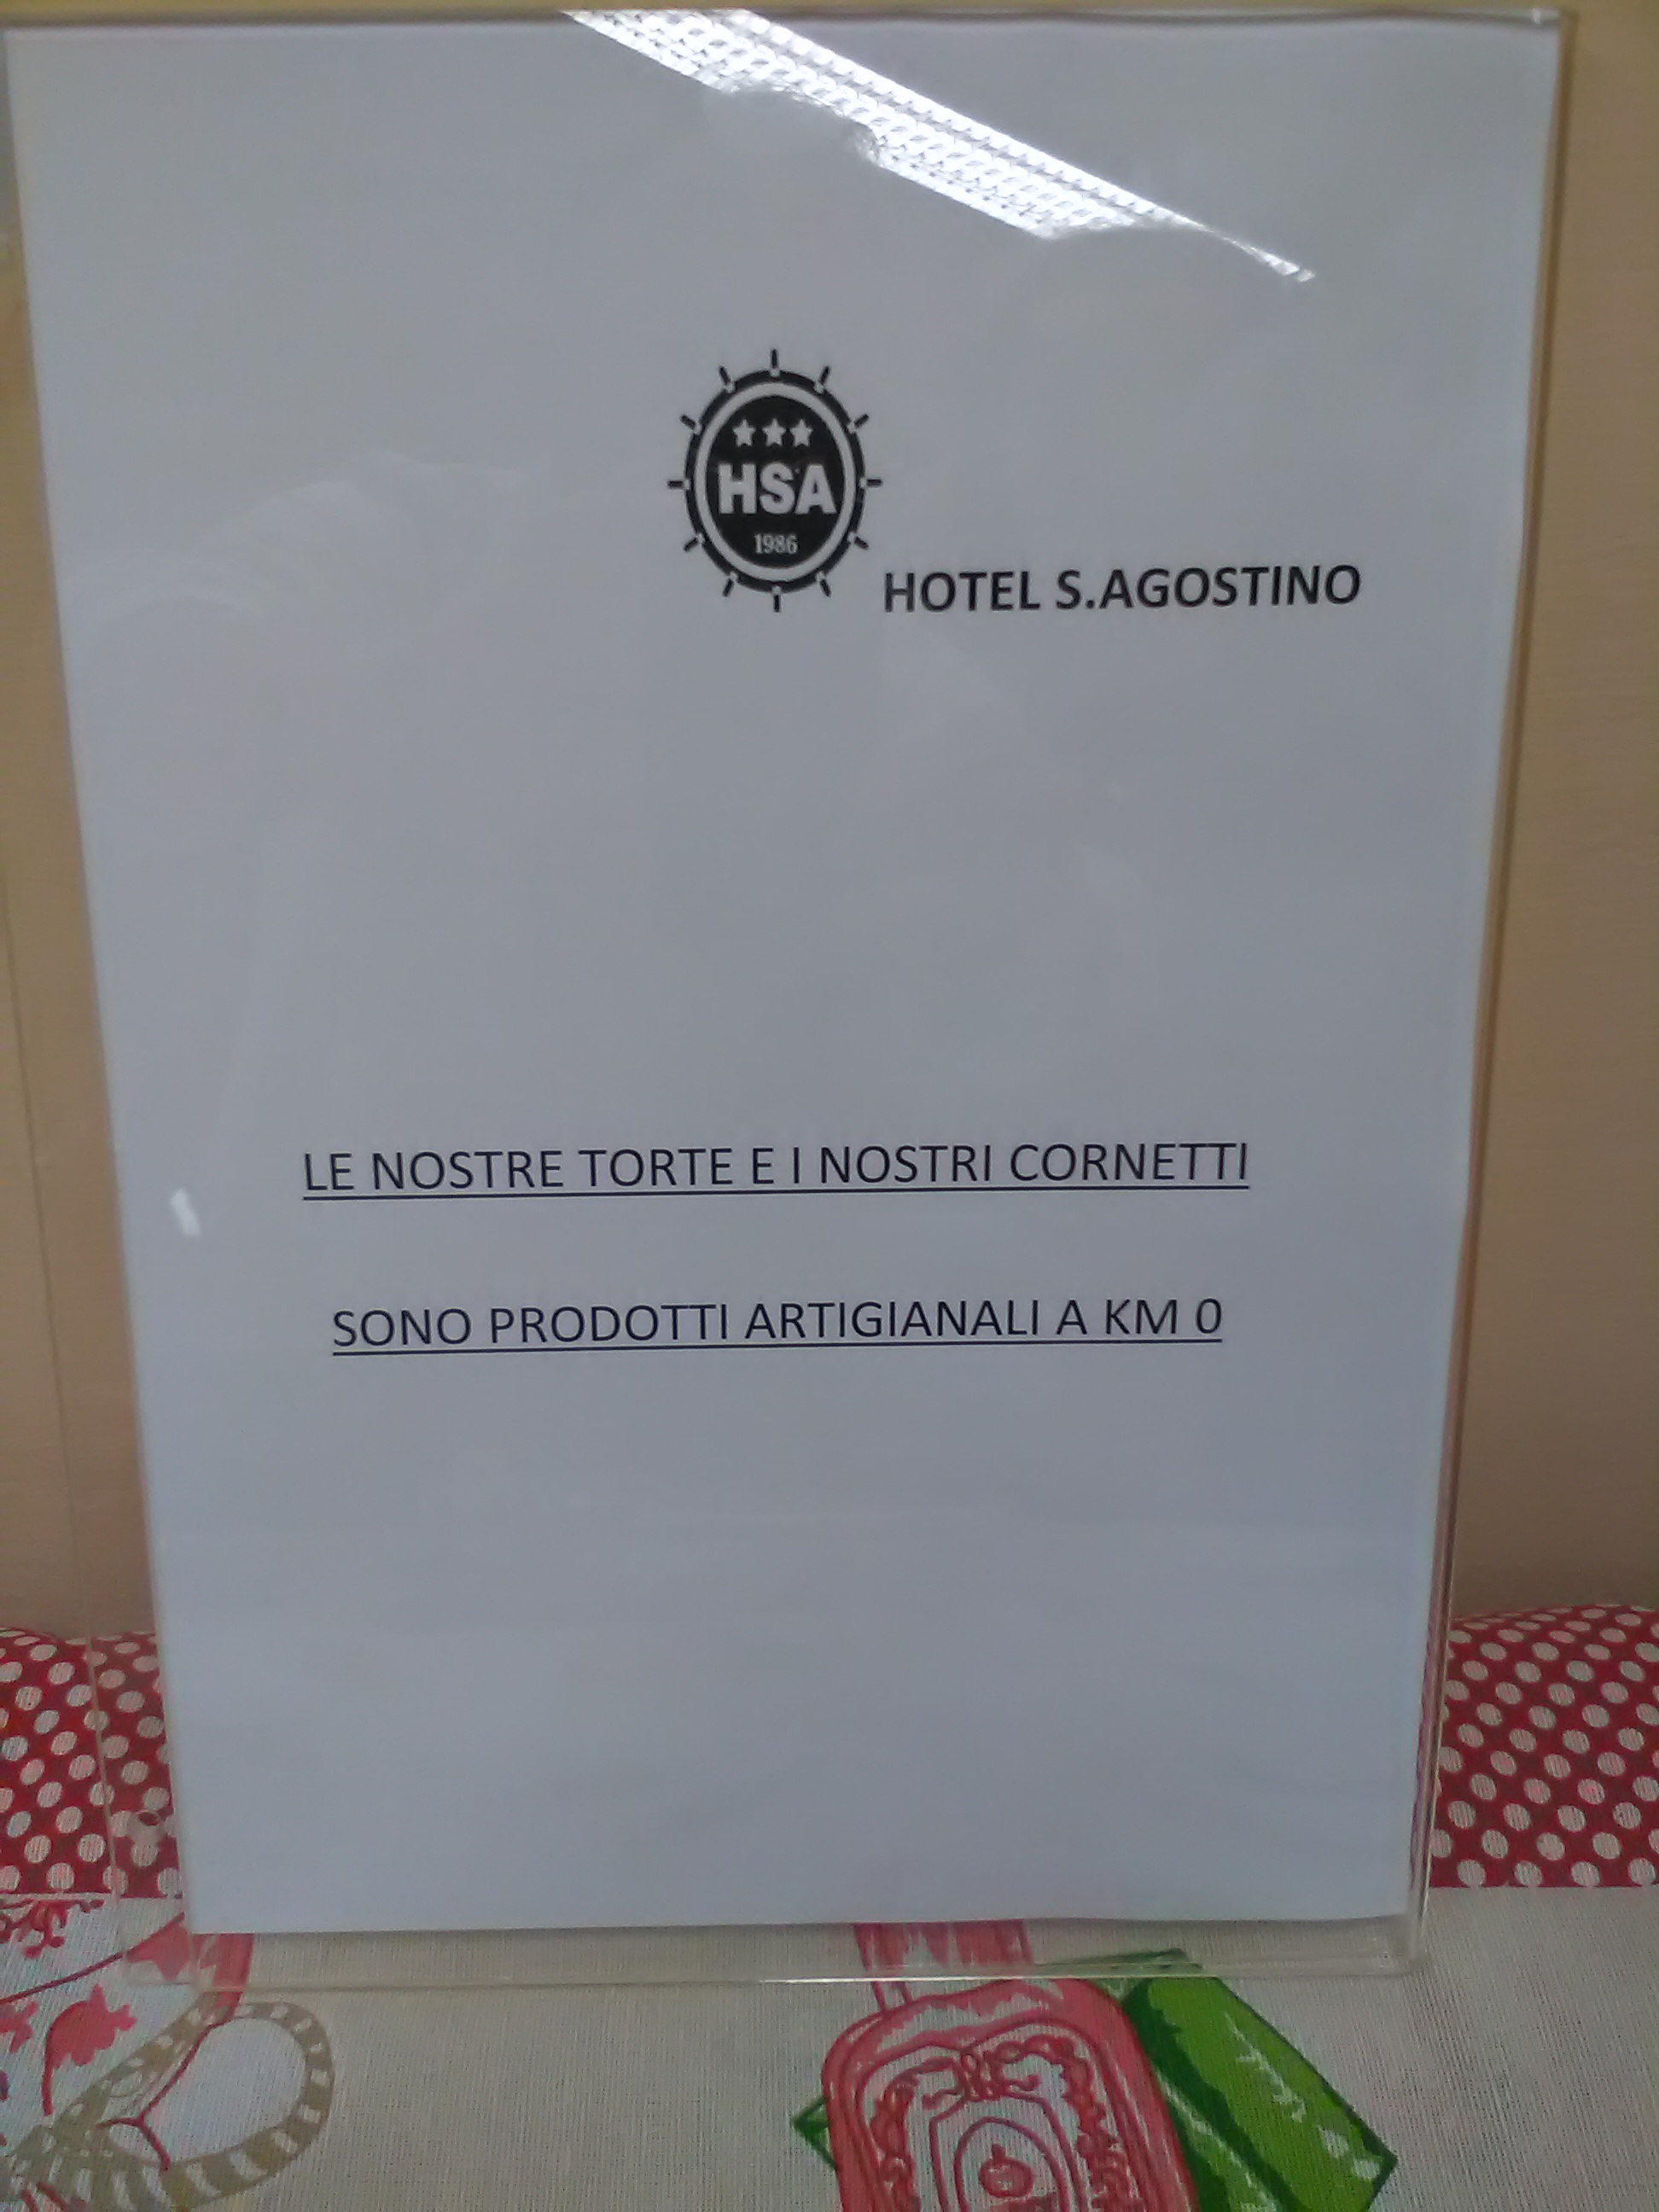 HSA
1986
HOTEL S.AGOSTINO
LE NOSTRE TORTE E I NOSTRI CORNETTI
SONO PRODOTTI ARTIGIANALI A KM 0